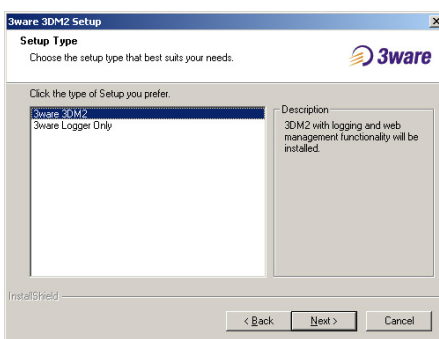 3ware 3DM2 Setup
Setup Type
Choose the setup type that best suits your needs.
3ware
Click the type of Setup you prefer.
3ware 3DM2
3ware Logger Only
Description
3DM2 with logging and web
management functionality will be
installed.
InstallShield
< Back
Next >
Cancel